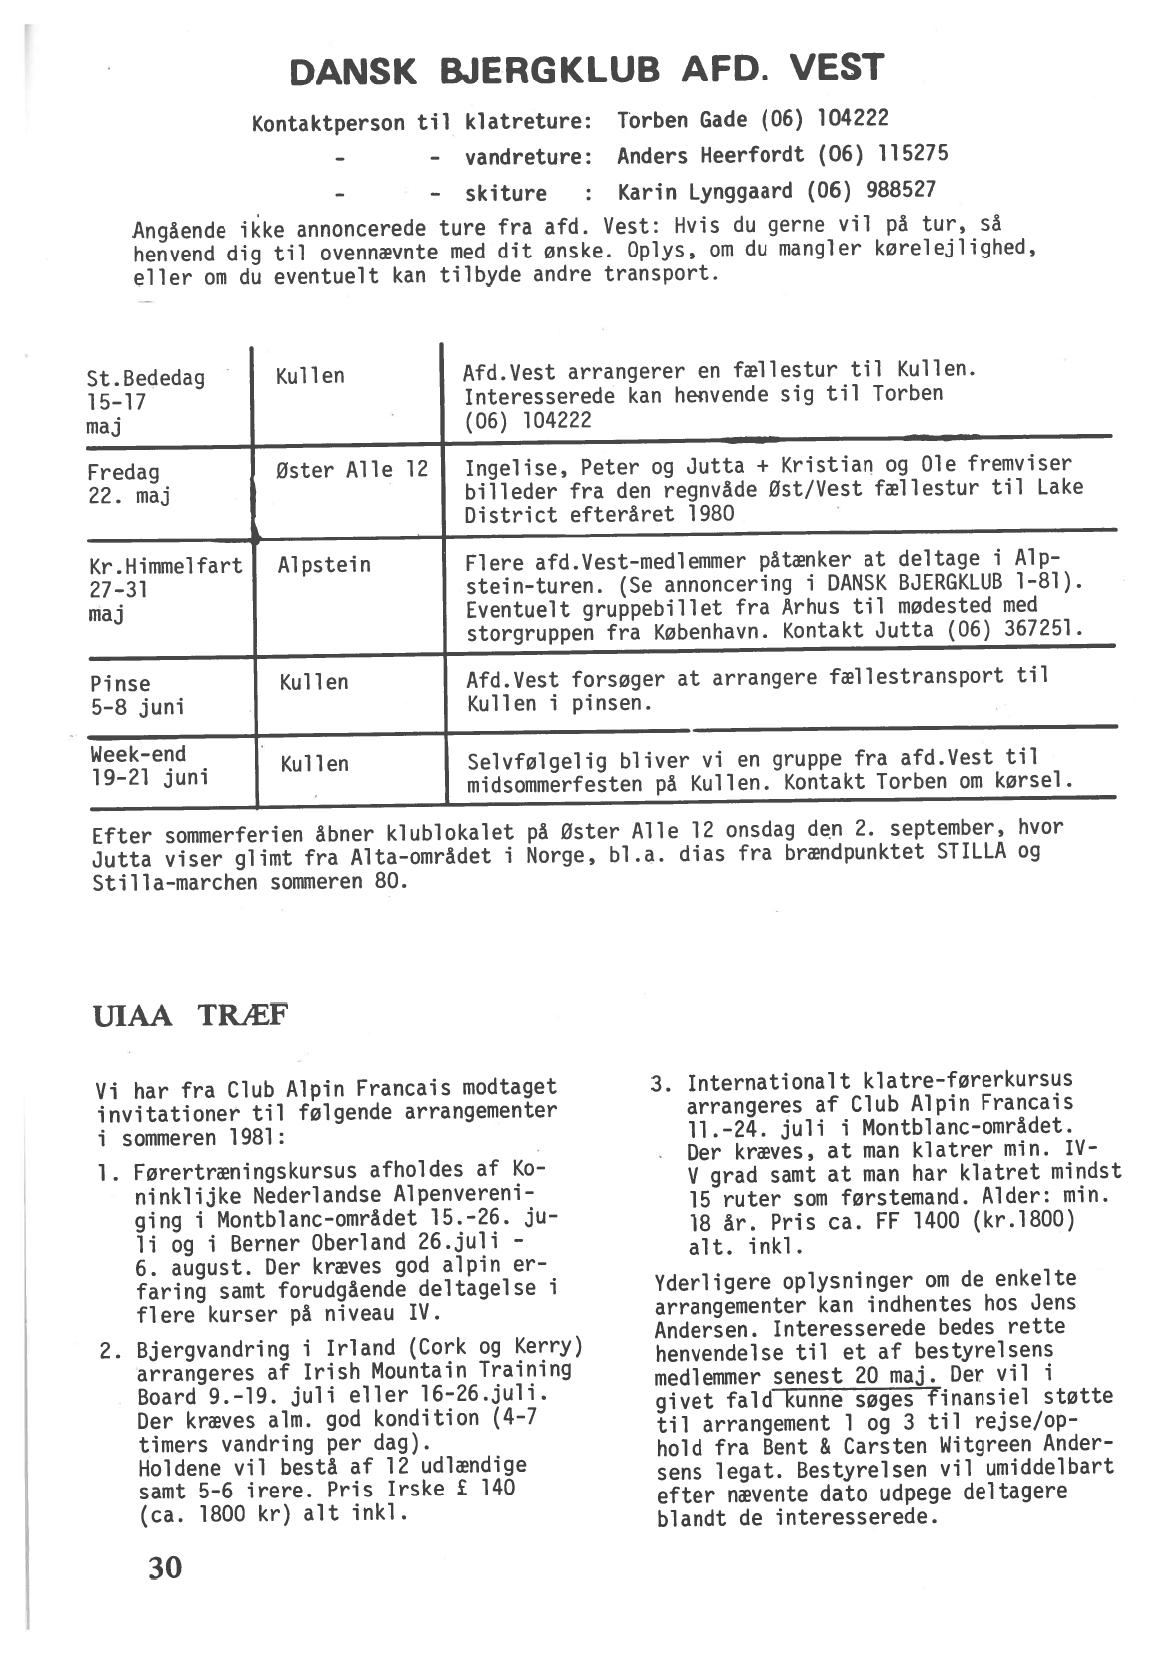 DANSK BJERGKLUB AFD. VEST
Kontaktperson til klatreture: Torben Gade (06) 104222
- - vandreture: Anders Heerfordt (06) 115275
- - skiture : Karin Lynggaard (06) 988527
Angående ikke annoncerede ture fra afd. Vest: Hvis du gerne vil på tur, så
henvend dig til ovennævnte med dit ønske. Oplys, om du mangler kørelejlighed,
eller om du eventuelt kan tilbyde andre transport.
St.Bededag
15-17
maj
Kullen
Afd.Vest arrangerer en fællestur til Kullen.
Interesserede kan henvende sig til Torben
(06) 104222
Fredag
22. maj
Øster Alle 12
Ingelise, Peter og Jutta + Kristian og Ole fremviser
billeder fra den regnvåde Øst/Vest fællestur til Lake
District efteråret 1980
Kr.Himmelfart
27-31
maj
Alpstein
Flere afd.Vest-medlemmer påtænker at deltage i Alp-
stein-turen. (Se annoncering i DANSK BJERGKLUB 1-81).
Eventuelt gruppebillet fra Århus til mødested med
storgruppen fra København. Kontakt Jutta (06) 367251.
Pinse
5-8 juni
Kullen
Afd.Vest forsøger at arrangere fællestransport til
Kullen i pinsen.
Week-end
19-21 juni
Kullen
Selvfølgelig bliver vi en gruppe fra afd.Vest til
midsommerfesten på Kullen. Kontakt Torben om kørsel.
Efter sommerferien åbner klublokalet på Øster Alle 12 onsdag den 2. september, hvor
Jutta viser glimt fra Alta-området i Norge, bl.a. dias fra brændpunktet STILLA og
Stilla-marchen sommeren 80.
UIAA TRÆF
Vi har fra Club Alpin Francais modtaget
invitationer til følgende arrangementer
i sommeren 1981:
1. Førertræningskursus afholdes af Ko-
ninklijke Nederlandse Alpenvereni-
ging i Montblanc-området 15.-26. ju-
li og i Berner Oberland 26.juli -
6. august. Der kræves god alpin er-
faring samt forudgående deltagelse i
flere kurser på niveau IV.
2. Bjergvandring i Irland (Cork og Kerry)
arrangeres af Irish Mountain Training
Board 9.-19. juli eller 16-26.juli.
Der kræves alm. god kondition (4-7
timers vandring per dag).
Holdene vil bestå af 12 udlændige
samt 5-6 irere. Pris Irske £ 140
(ca. 1800 kr) alt inkl.
3. Internationalt klatre-førerkursus
arrangeres af Club Alpin Francais
11.-24. juli i Montblanc-området.
Der kræves, at man klatrer min. IV-
V grad samt at man har klatret mindst
15 ruter som førstemand. Alder: min.
18 år. Pris ca. FF 1400 (kr.1800)
alt. inkl.
Yderligere oplysninger om de enkelte
arrangementer kan indhentes hos Jens
Andersen. Interesserede bedes rette
henvendelse til et af bestyrelsens
medlemmer senest 20 maj. Der vil i
givet fald kunne søges finansiel støtte
til arrangement 1 og 3 til rejse/op-
hold fra Bent & Carsten Witgreen Ander-
sens legat. Bestyrelsen vil umiddelbart
efter nævente dato udpege deltagere
blandt de interesserede.
30